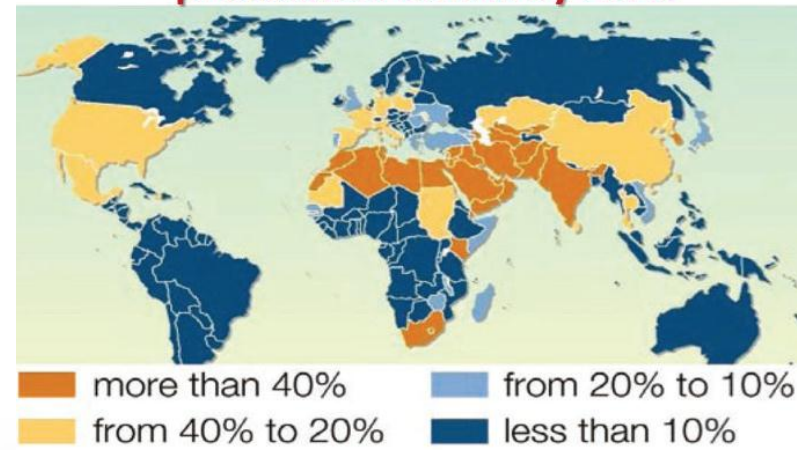 more than 40%
from 40% to 20%
from 20% to 10%
less than 10%